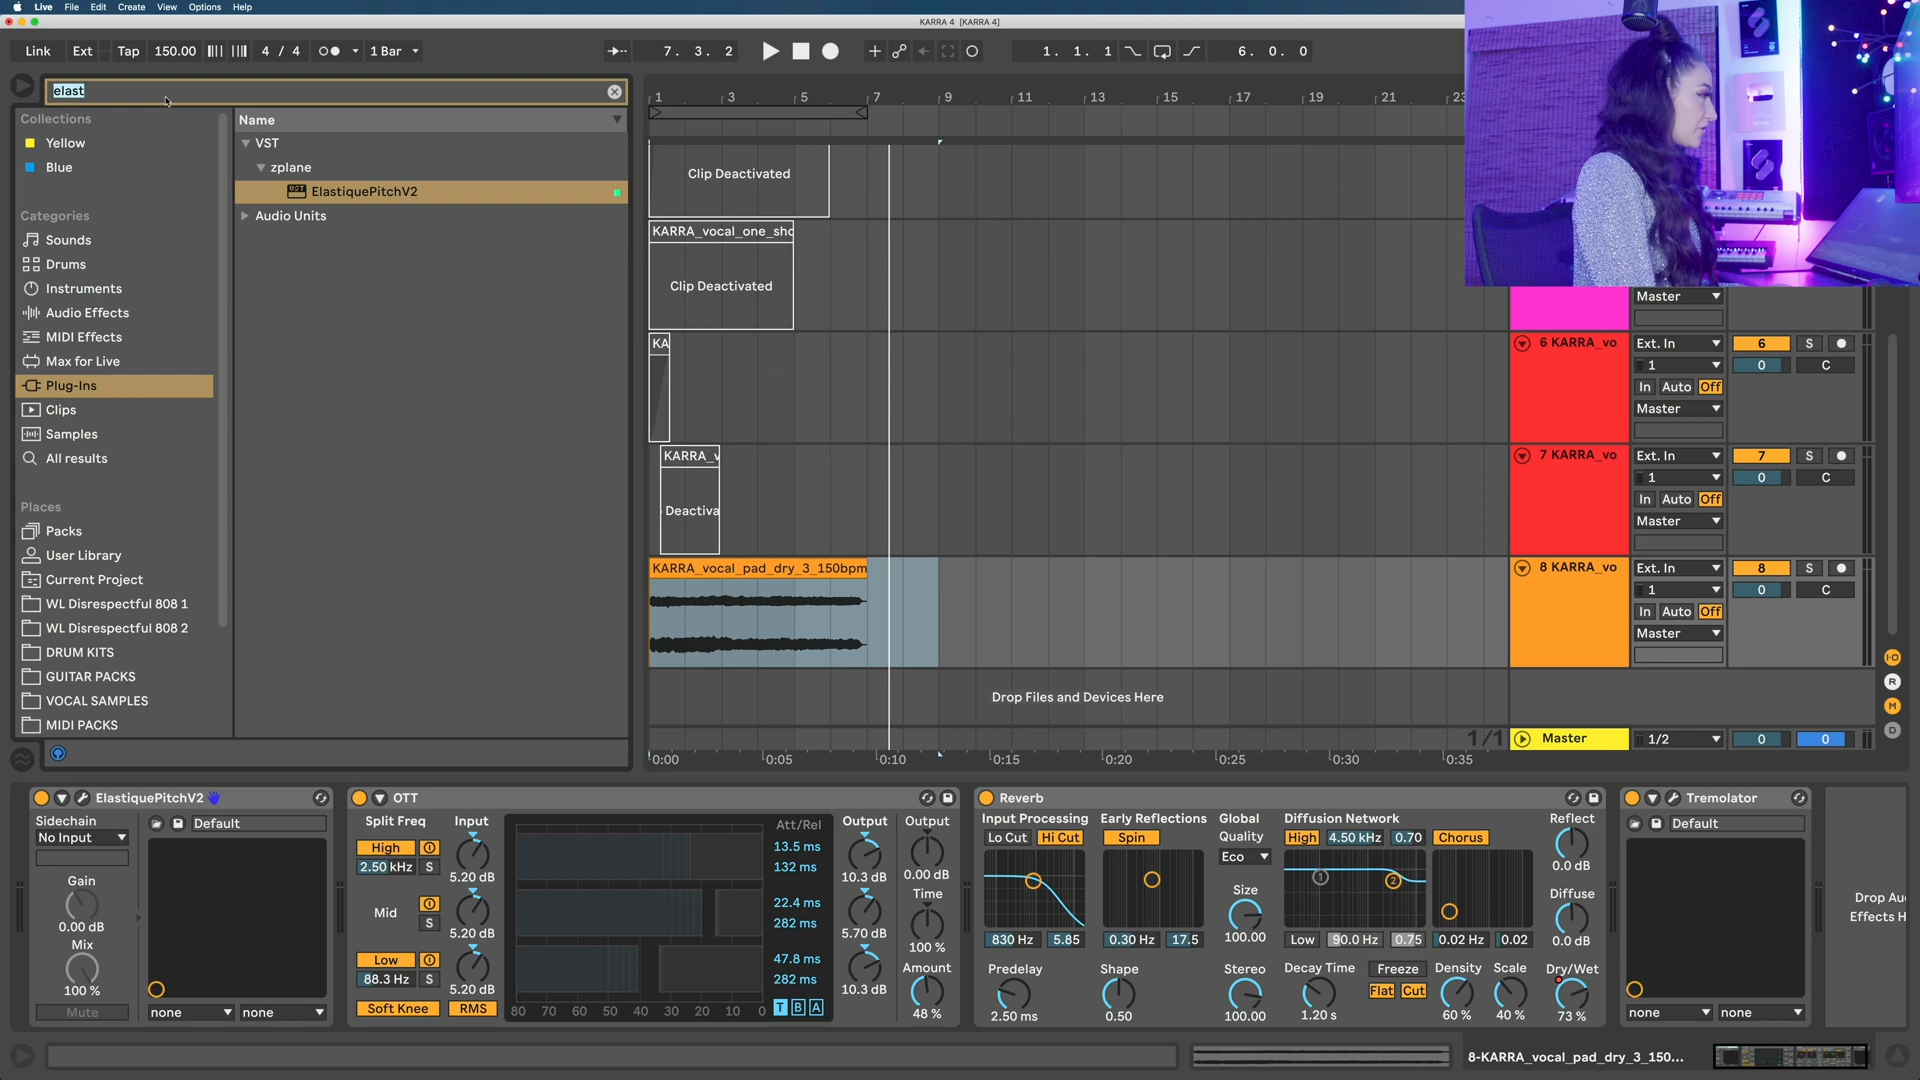 Live File Edit Create View Options Help
KARRA 4 [KARRA 4]
Link Ext Tap 150.00 4 / 4 1 Bar 7. 3. 2 1. 1. 1 6. 0. 0
elast
Collections
Yellow
Blue
Categories
Sounds
Drums
Instruments
Audio Effects
MIDI Effects
Max for Live
Plug-Ins
Clips
Samples
All results
Places
Packs
User Library
Current Project
WL Disrespectful 808 1
WL Disrespectful 808 2
DRUM KITS
GUITAR PACKS
VOCAL SAMPLES
MIDI PACKS
Name
VST
zplane
ElastiquePitchV2
Audio Units
1 3 5 7 9 11 13 15 17 19 21 23
Clip Deactivated
KARRA_vocal_one_sho
Clip Deactivated
KA
KARRA_v
Deactiva
KARRA_vocal_pad_dry_3_150bpm
Drop Files and Devices Here
1/1
0:00 0:05 0:10 0:15 0:20 0:25 0:30 0:35
Master
6 KARRA_vo Ext. In 6 S
1 0 C
In Auto Off
Master
7 KARRA_vo Ext. In 7 S
1 0 C
In Auto Off
Master
8 KARRA_vo Ext. In 8 S
1 0 C
In Auto Off
Master
Master 1/2 0 0
I-O
R
M
D
ElastiquePitchV2
Sidechain
No Input
Default
Gain
0.00 dB
Mix
100 %
Mute
none none
OTT
Split Freq Input
High
2.50 kHz S 5.20 dB
Mid
S 5.20 dB
Low
88.3 Hz S 5.20 dB
Soft Knee RMS
80 70 60 50 40 30 20 10 0
Att/Rel
13.5 ms
132 ms
22.4 ms
282 ms
47.8 ms
282 ms
T B A
Output
10.3 dB
5.70 dB
10.3 dB
Output
0.00 dB
Time
100 %
Amount
48 %
Reverb
Input Processing
Lo Cut Hi Cut
830 Hz 5.85
Predelay
2.50 ms
Early Reflections
Spin
0.30 Hz 17.5
Shape
0.50
Global
Quality
Eco
Size
100.00
Stereo
100.00
Diffusion Network
High 4.50 kHz 0.70 Chorus
1 2
Low 90.0 Hz 0.75 0.02 Hz 0.02
Decay Time Freeze Density Scale
Flat Cut
1.20 s 60 % 40 %
Reflect
0.0 dB
Diffuse
0.0 dB
Dry/Wet
73 %
Tremolator
Default
none none
Drop Au
Effects H
8-KARRA_vocal_pad_dry_3_150...